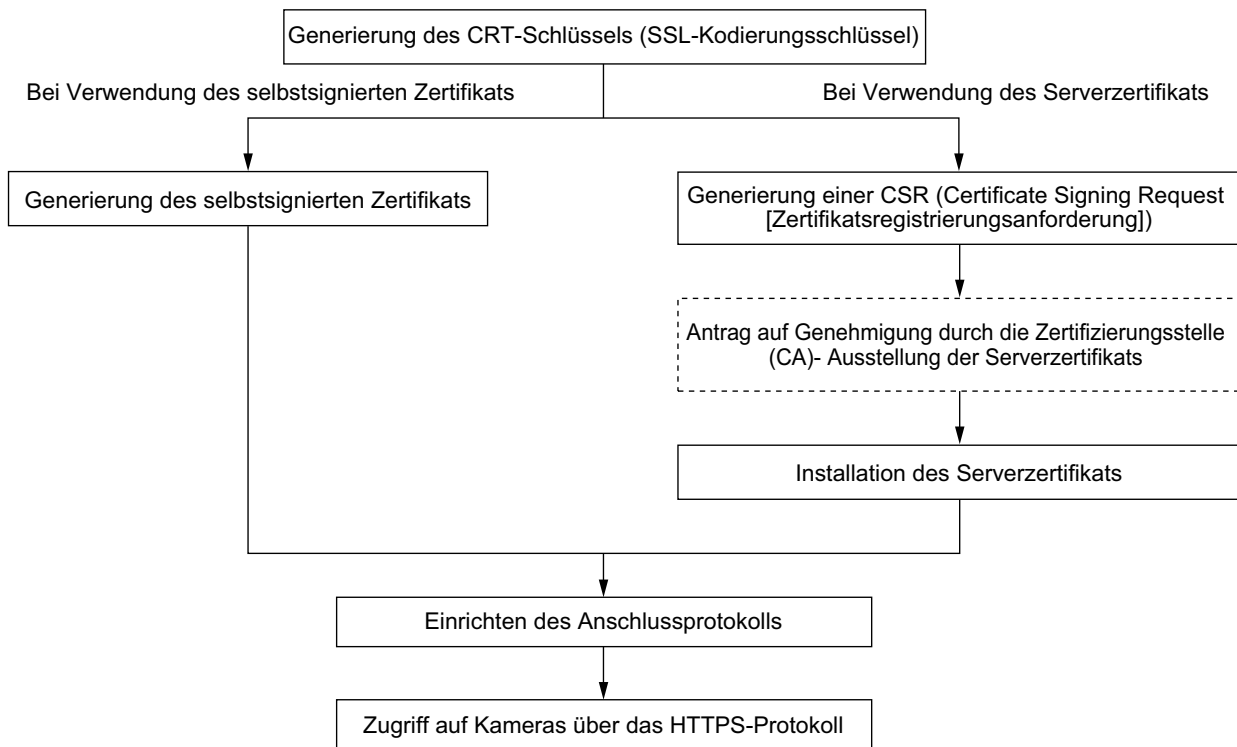 Generierung des CRT-Schlüssels (SSL-Kodierungsschlüssel)
Bei Verwendung des selbstsignierten Zertifikats
Bei Verwendung des Serverzertifikats
Generierung des selbstsignierten Zertifikats
Generierung einer CSR (Certificate Signing Request
[Zertifikatsregistrierungsanforderung])
Antrag auf Genehmigung durch die Zertifizierungsstelle
(CA)- Ausstellung der Serverzertifikats
Installation des Serverzertifikats
Einrichten des Anschlussprotokolls
Zugriff auf Kameras über das HTTPS-Protokoll